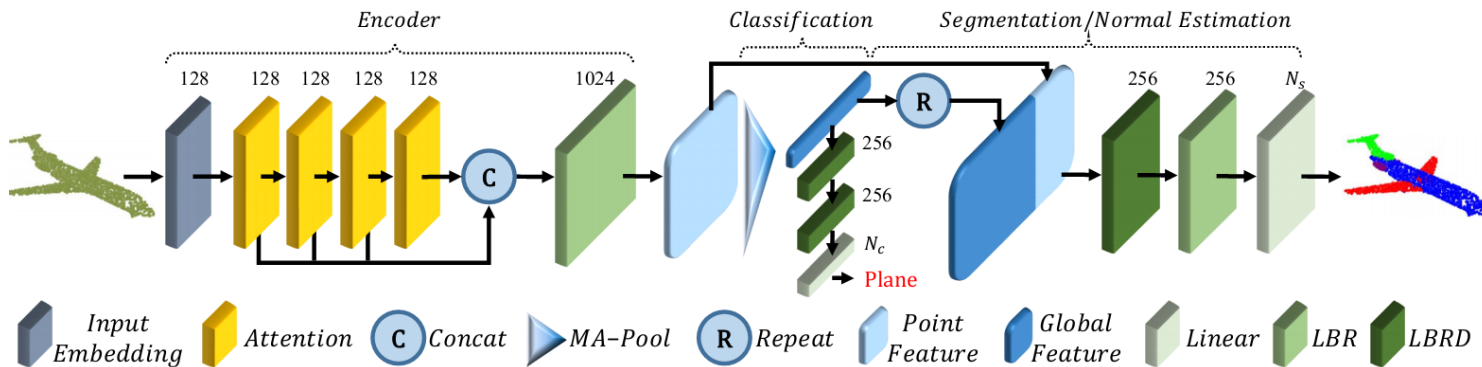 Encoder
Classification
Segmentation/Normal Estimation
128
128
128
128
128
1024
256
256
N_s
R
256
C
256
N_c
Plane
Input
Embedding
Attention
C
Concat
MA–Pool
R
Repeat
Point
Feature
Global
Feature
Linear
LBR
LBRD